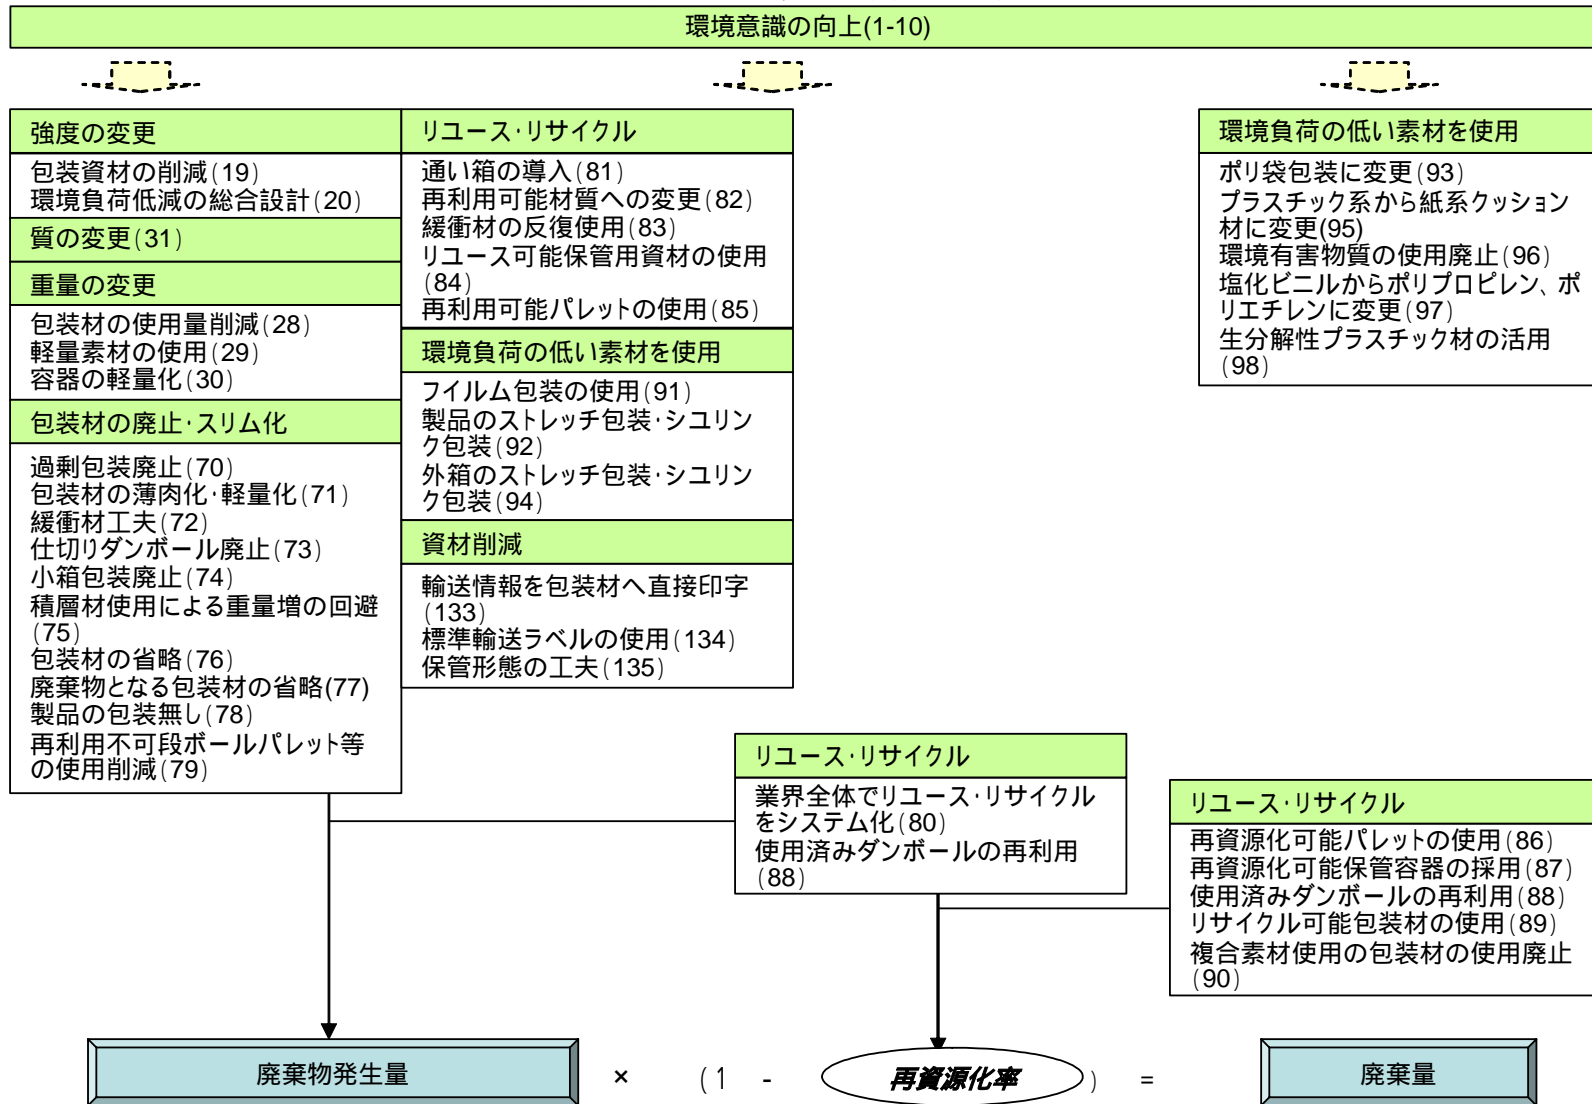 環境意識の向上(1-10)
強度の変更
包装資材の削減(19)
環境負荷低減の総合設計(20)
質の変更(31)
重量の変更
包装材の使用量削減(28)
軽量素材の使用(29)
容器の軽量化(30)
包装材の廃止・スリム化
過剰包装廃止(70)
包装材の薄肉化・軽量化(71)
緩衝材工夫(72)
仕切りダンボール廃止(73)
小箱包装廃止(74)
積層材使用による重量増の回避
(75)
包装材の省略(76)
廃棄物となる包装材の省略(77)
製品の包装無し(78)
再利用不可段ボールパレット等
の使用削減(79)
リユース・リサイクル
通い箱の導入(81)
再利用可能材質への変更(82)
緩衝材の反復使用(83)
リユース可能保管用資材の使用
(84)
再利用可能パレットの使用(85)
環境負荷の低い素材を使用
フイルム包装の使用(91)
製品のストレッチ包装・シユリン
ク包装(92)
外箱のストレッチ包装・シユリン
ク包装(94)
資材削減
輸送情報を包装材へ直接印字
(133)
標準輸送ラベルの使用(134)
保管形態の工夫(135)
環境負荷の低い素材を使用
ポリ袋包装に変更(93)
プラスチック系から紙系クッション
材に変更(95)
環境有害物質の使用廃止(96)
塩化ビニルからポリプロピレン、ポ
リエチレンに変更(97)
生分解性プラスチック材の活用
(98)
リユース・リサイクル
業界全体でリユース・リサイクル
をシステム化(80)
使用済みダンボールの再利用
(88)
リユース・リサイクル
再資源化可能パレットの使用(86)
再資源化可能保管容器の採用(87)
使用済みダンボールの再利用(88)
リサイクル可能包装材の使用(89)
複合素材使用の包装材の使用廃止
(90)
廃棄物発生量 × (1 - 再資源化率) = 廃棄量